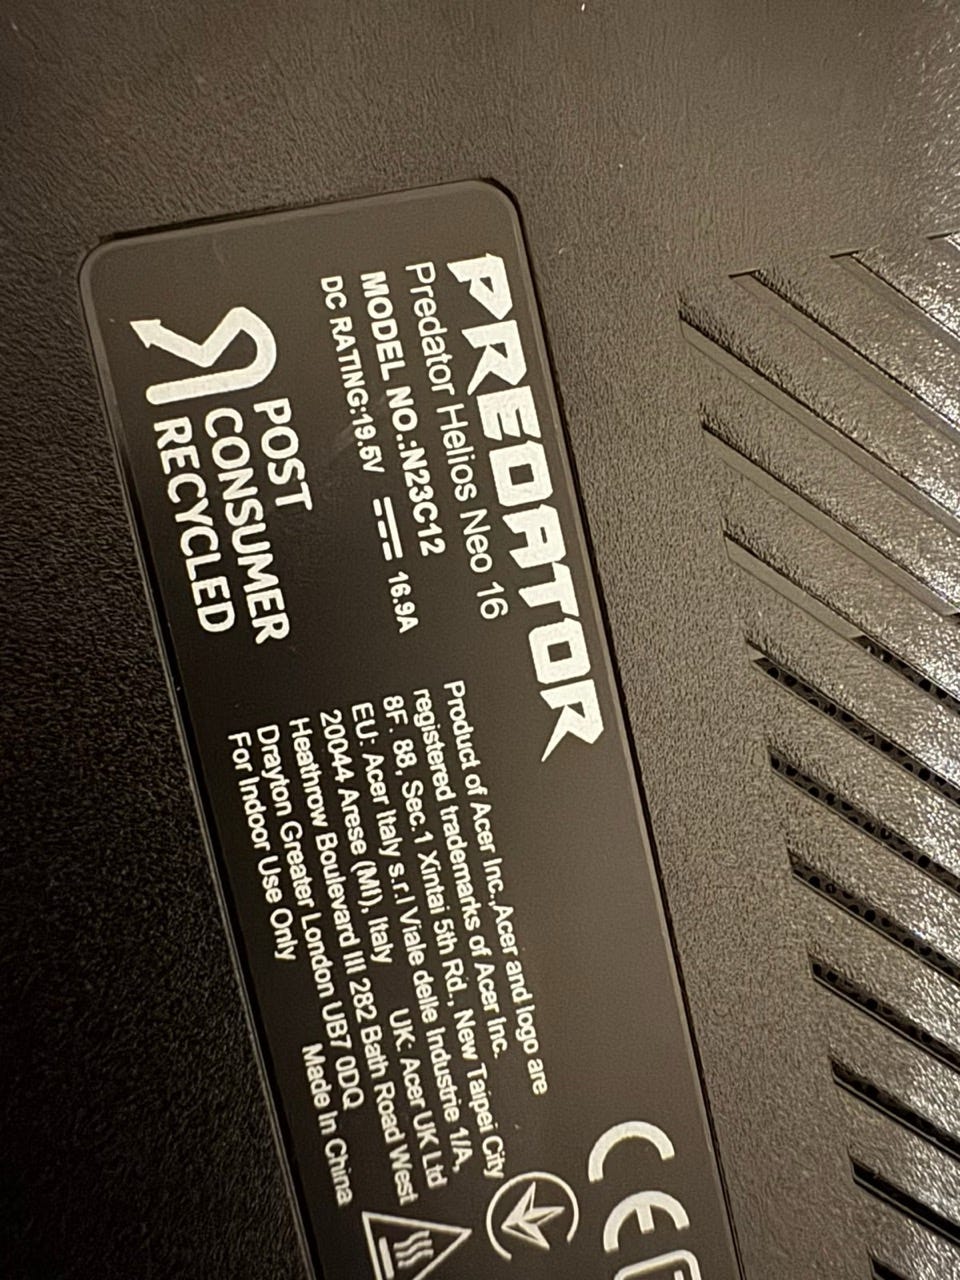 PREDATOR
Predator Helios Neo 16
MODEL NO.:N23C12
DC RATING:19.5V ⎓ 16.9A
POST
CONSUMER
RECYCLED
Product of Acer Inc.,Acer and logo are
registered trademarks of Acer Inc.
8F. 88, Sec.1 Xintai 5th Rd., New Taipei City
EU: Acer Italy s.r.l Viale delle Industrie 1/A,
20044 Arese (MI), Italy UK: Acer UK Ltd
Heathrow Boulevard III 282 Bath Road West
Drayton Greater London UB7 0DQ
For Indoor Use Only Made In China
CE